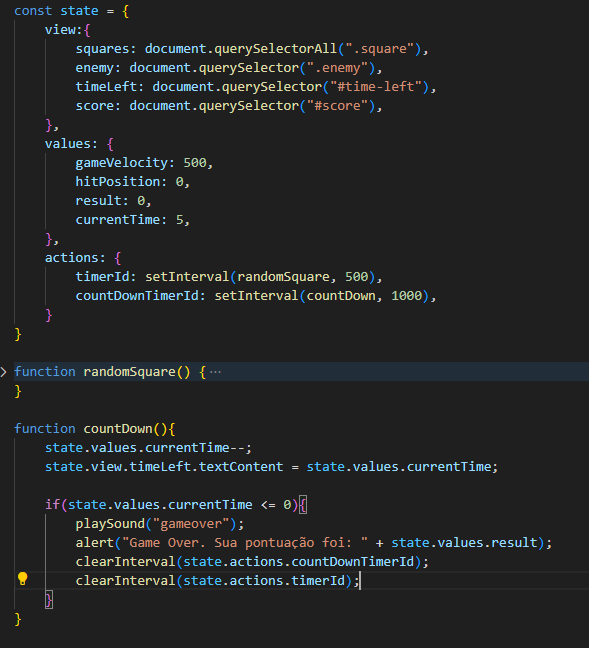 const state = {
    view:{
        squares: document.querySelectorAll(".square"),
        enemy: document.querySelector(".enemy"),
        timeLeft: document.querySelector("#time-left"),
        score: document.querySelector("#score"),
    },
    values: {
        gameVelocity: 500,
        hitPosition: 0,
        result: 0,
        currentTime: 5,
    },
    actions: {
        timerId: setInterval(randomSquare, 500),
        countDownTimerId: setInterval(countDown, 1000),
    }
}
function randomSquare() { ···
}
function countDown(){
    state.values.currentTime--;
    state.view.timeLeft.textContent = state.values.currentTime;
    if(state.values.currentTime <= 0){
        playSound("gameover");
        alert("Game Over. Sua pontuação foi: " + state.values.result);
        clearInterval(state.actions.countDownTimerId);
        clearInterval(state.actions.timerId);
    }
}